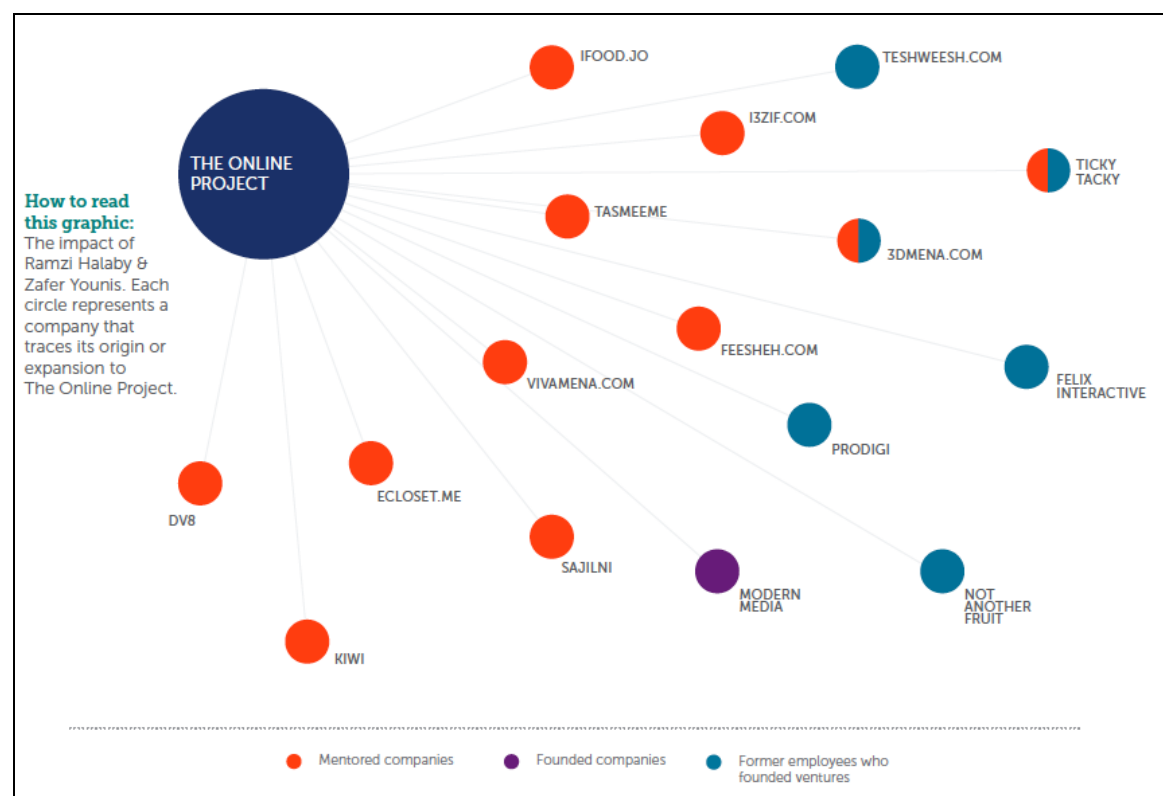 IFOOD.JO
TESHWEESH.COM
I3ZIF.COM
THE ONLINE
PROJECT
TICKY
TACKY
How to read
this graphic:
The impact of
Ramzi Halaby &
Zafer Younis. Each
circle represents a
company that
traces its origin or
expansion to
The Online Project.
TASMEEME
3DMENA.COM
FEESHEH.COM
VIVAMENA.COM
FELIX
INTERACTIVE
PRODIGI
ECLOSET.ME
DV8
SAJILNI
MODERN
MEDIA
NOT
ANOTHER
FRUIT
KIWI
Mentored companies
Founded companies
Former employees who
founded ventures